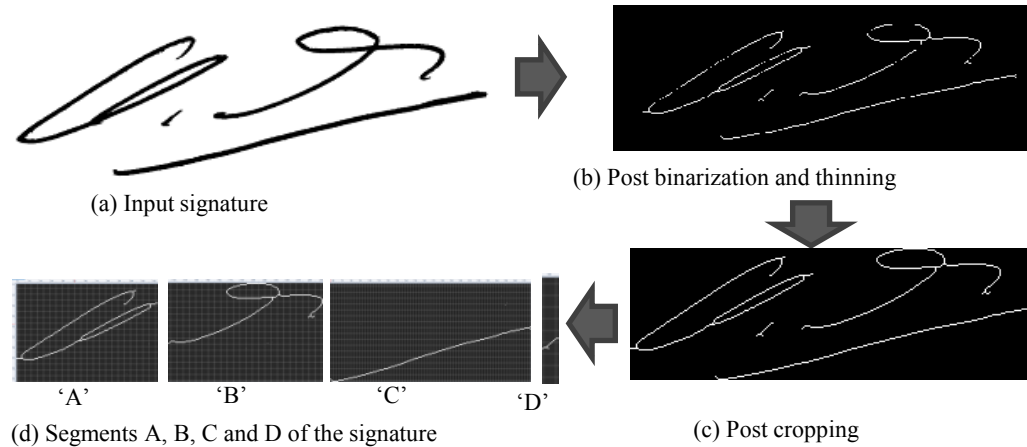 (a) Input signature
(b) Post binarization and thinning
‘A’
‘B’
‘C’
‘D’
(c) Post cropping
(d) Segments A, B, C and D of the signature